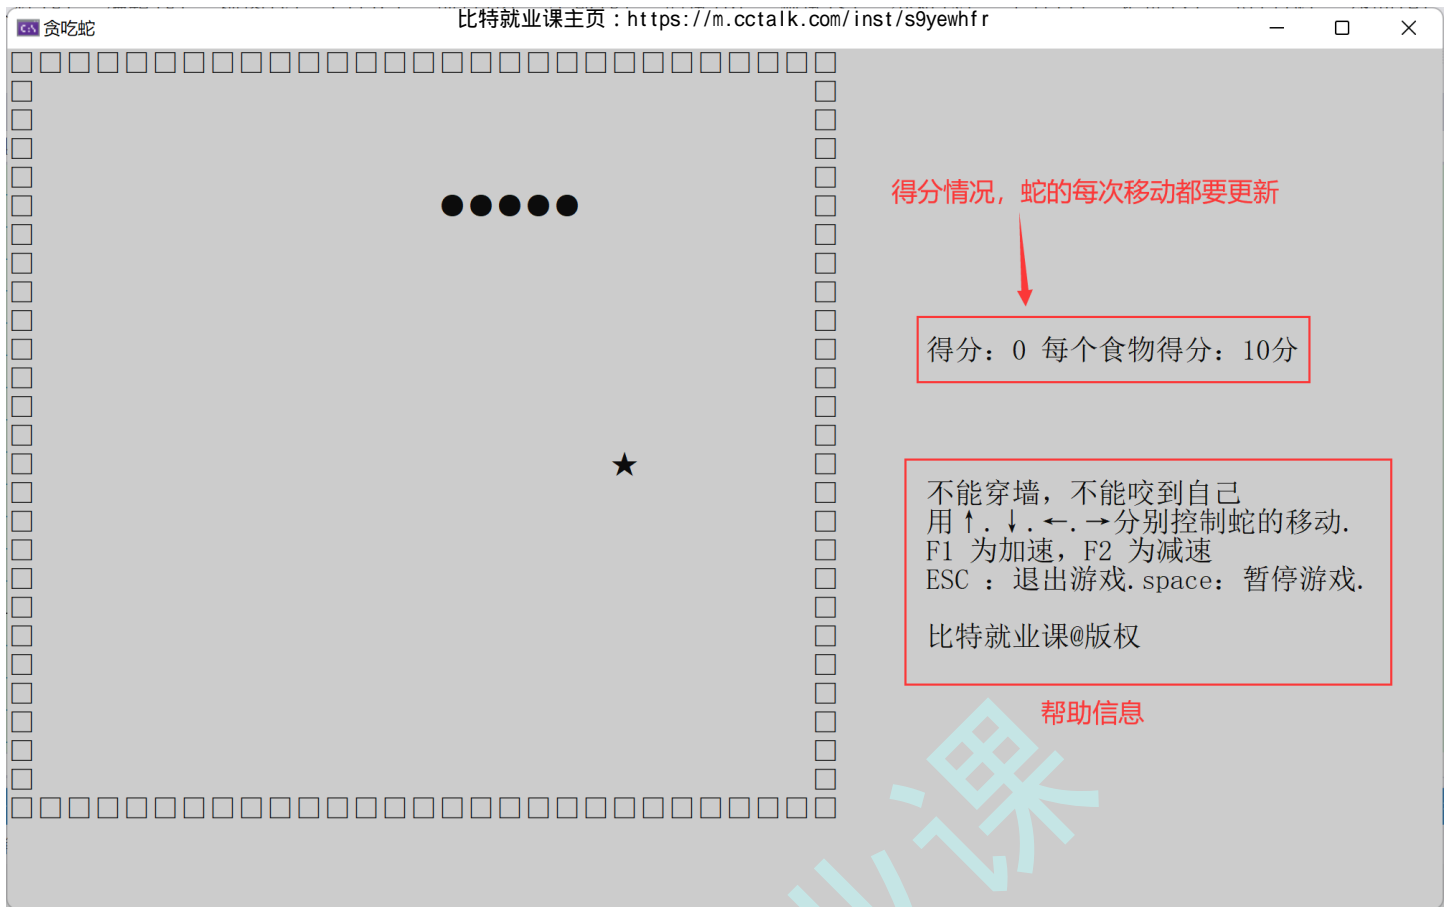 比特就业课主页：https://m.cctalk.com/inst/s9yewhfr
贪吃蛇
得分情况，蛇的每次移动都要更新
得分：0 每个食物得分：10分
不能穿墙，不能咬到自己
用↑.↓.←.→分别控制蛇的移动.
F1 为加速，F2 为减速
ESC ：退出游戏.space：暂停游戏.
比特就业课@版权
帮助信息
业课